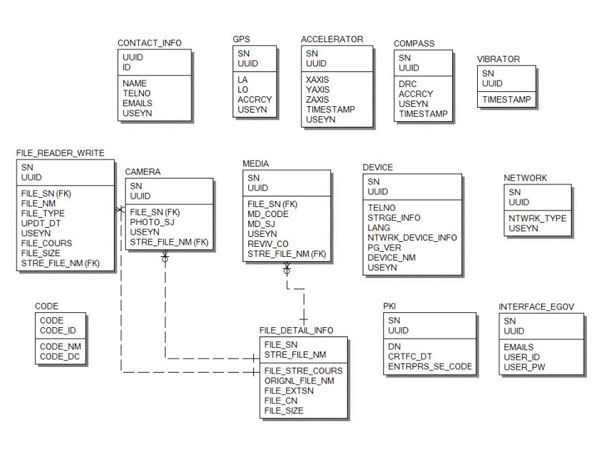 CONTACT_INFO
UUID
ID
NAME
TELNO
EMAILS
USEYN
GPS
SN
UUID
LA
LO
ACCRCY
USEYN
ACCELERATOR
SN
UUID
XAXIS
YAXIS
ZAXIS
TIMESTAMP
USEYN
COMPASS
SN
UUID
DRC
ACCRCY
USEYN
TIMESTAMP
VIBRATOR
SN
UUID
TIMESTAMP
FILE_READER_WRITE
SN
UUID
FILE_SN (FK)
FILE_NM
FILE_TYPE
UPDT_DT
USEYN
FILE_COURS
FILE_SIZE
STRE_FILE_NM (FK)
CAMERA
SN
UUID
FILE_SN (FK)
PHOTO_SJ
USEYN
STRE_FILE_NM (FK)
MEDIA
SN
UUID
FILE_SN (FK)
MD_CODE
MD_SJ
USEYN
REVIV_CO
STRE_FILE_NM (FK)
DEVICE
SN
UUID
TELNO
STRGE_INFO
LANG
NTWRK_DEVICE_INFO
PG_VER
DEVICE_NM
USEYN
NETWORK
SN
UUID
NTWRK_TYPE
USEYN
CODE
CODE
CODE_ID
CODE_NM
CODE_DC
FILE_DETAIL_INFO
FILE_SN
STRE_FILE_NM
FILE_STRE_COURS
ORIGNL_FILE_NM
FILE_EXTSN
FILE_CN
FILE_SIZE
PKI
SN
UUID
DN
CRTFC_DT
ENTRPRS_SE_CODE
INTERFACE_EGOV
SN
UUID
EMAILS
USER_ID
USER_PW